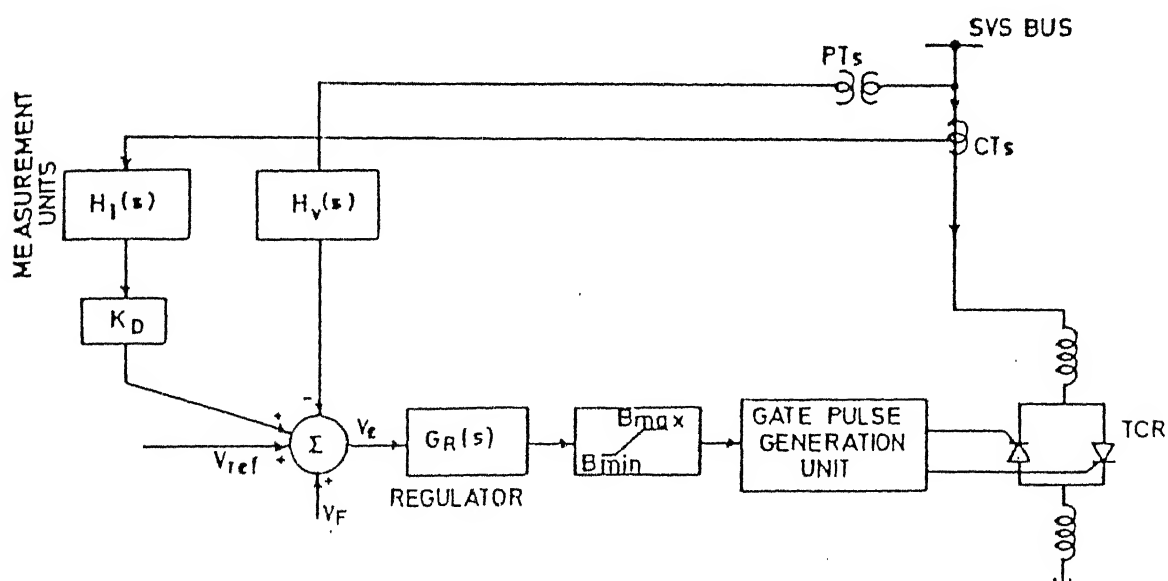 SVS BUS
PTs
CTs
MEASUREMENT
UNITS
H1(s)
Hv(s)
KD
+
-
Vref
+
Σ
+
VF
Ve
GR(s)
REGULATOR
Bmax
Bmin
GATE PULSE
GENERATION
UNIT
TCR